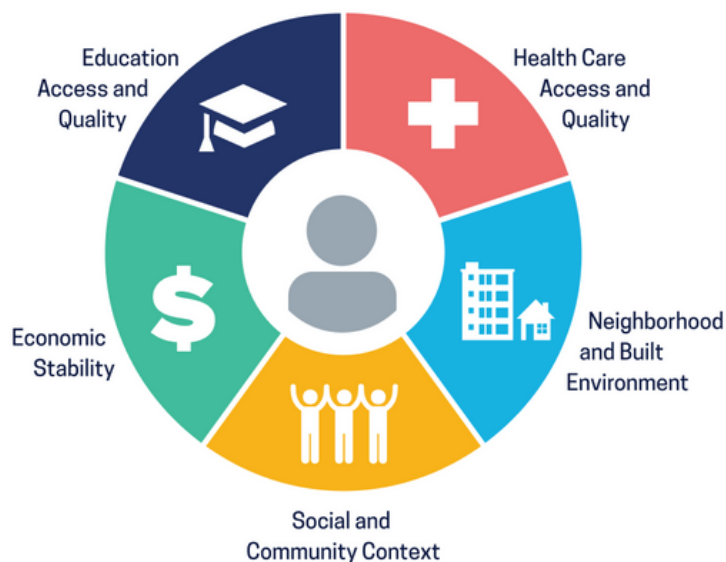 Education
Access and
Quality
Health Care
Access and
Quality
Economic
Stability
Neighborhood
and Built
Environment
Social and
Community Context